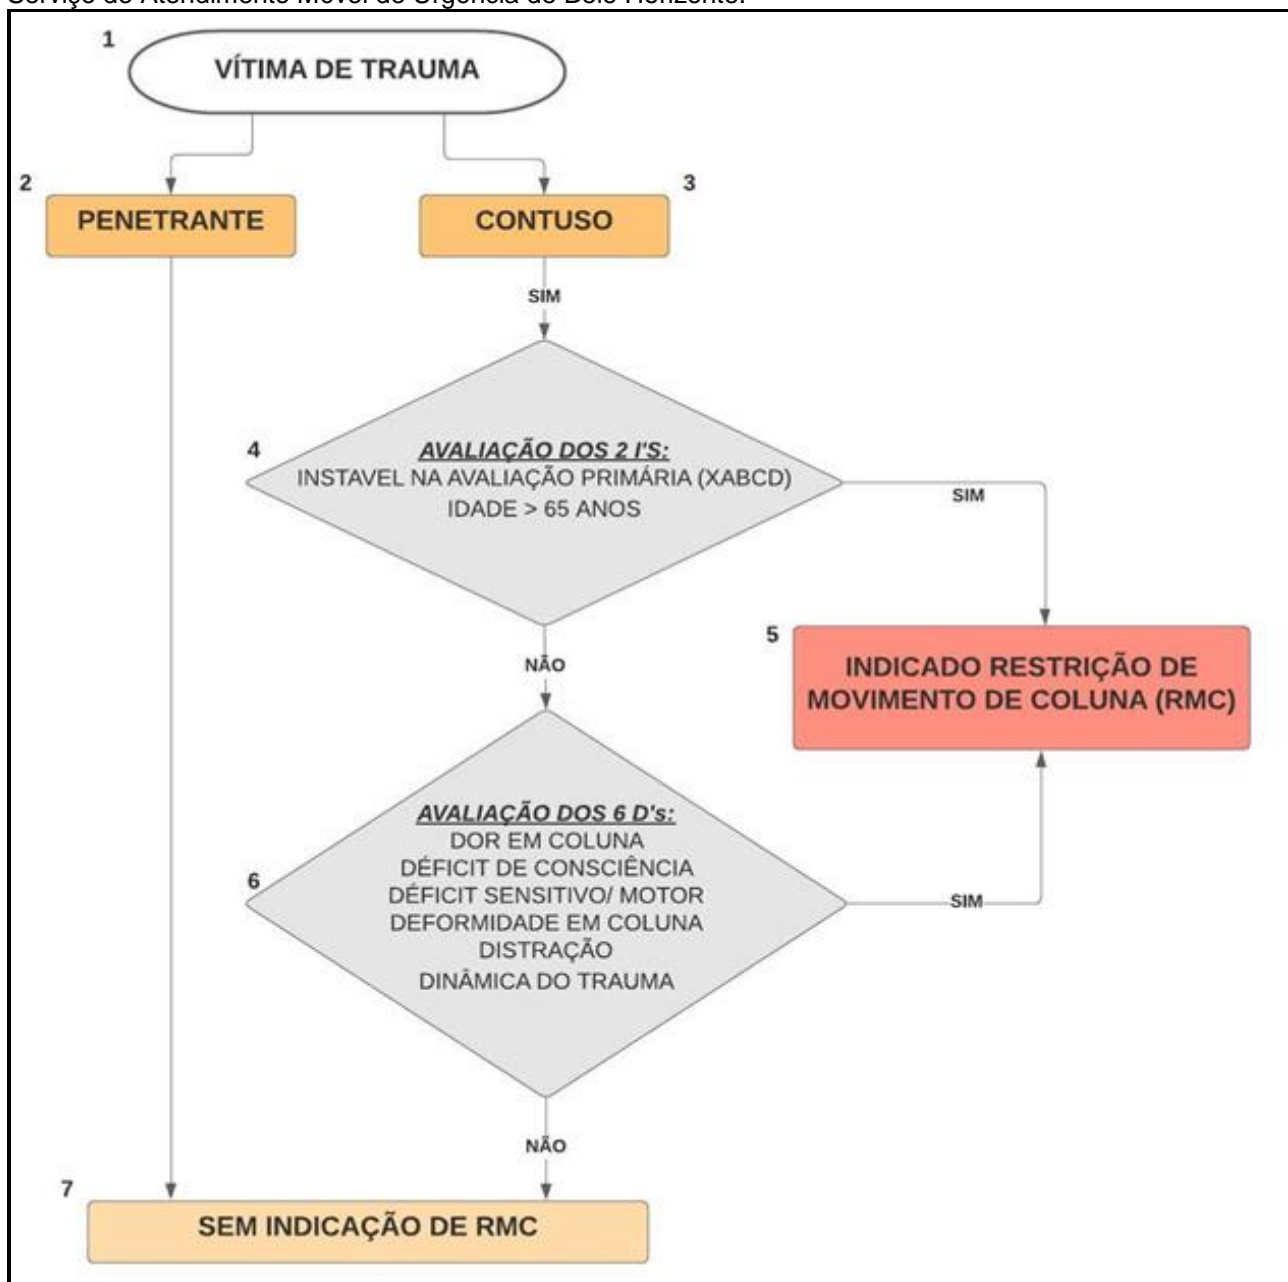 Serviço de Atendimento Móvel de Urgência de Belo Horizonte.
1
VÍTIMA DE TRAUMA
2
PENETRANTE
3
CONTUSO
SIM
4
AVALIAÇÃO DOS 2 I'S:
INSTAVEL NA AVALIAÇÃO PRIMÁRIA (XABCD)
IDADE > 65 ANOS
SIM
NÃO
5
INDICADO RESTRIÇÃO DE
MOVIMENTO DE COLUNA (RMC)
6
AVALIAÇÃO DOS 6 D's:
DOR EM COLUNA
DÉFICIT DE CONSCIÊNCIA
DÉFICIT SENSITIVO/ MOTOR
DEFORMIDADE EM COLUNA
DISTRAÇÃO
DINÂMICA DO TRAUMA
SIM
NÃO
7
SEM INDICAÇÃO DE RMC